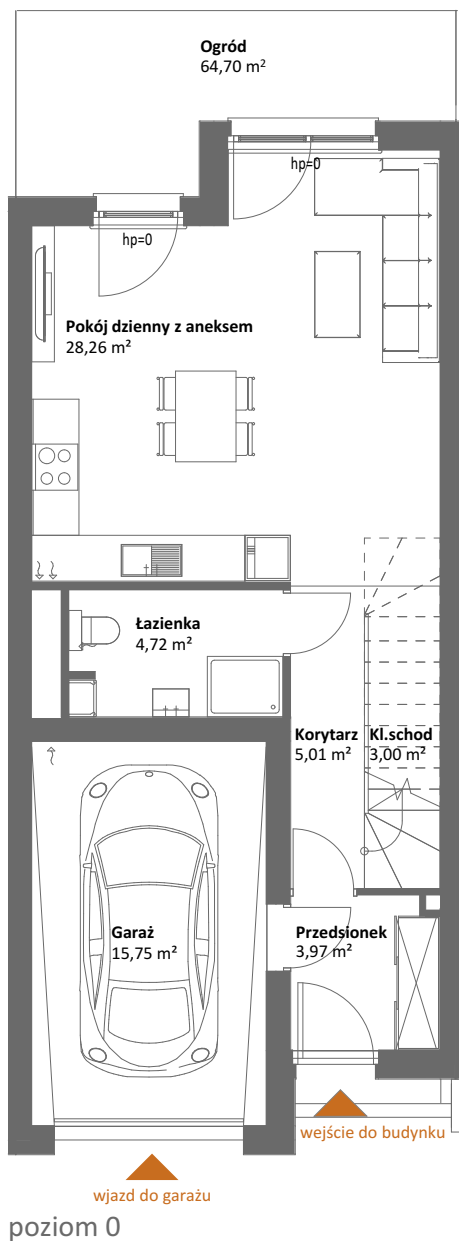 Ogród
64,70 m²
hp=0
hp=0
Pokój dzienny z aneksem
28,26 m²
Łazienka
4,72 m²
Korytarz
5,01 m²
Kl.schod
3,00 m²
Garaż
15,75 m²
Przedsionek
3,97 m²
wejście do budynku
wjazd do garażu
poziom 0